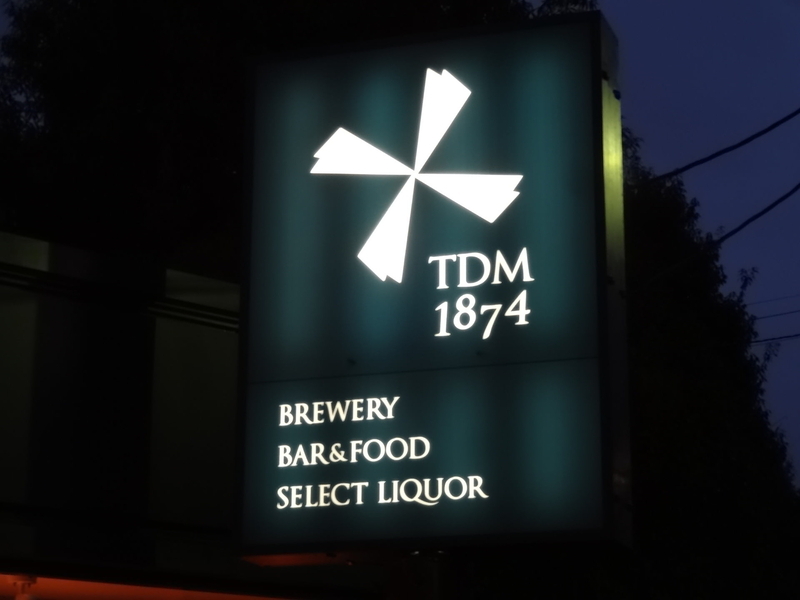 TDM
1874
BREWERY
BAR&FOOD
SELECT LIQUOR